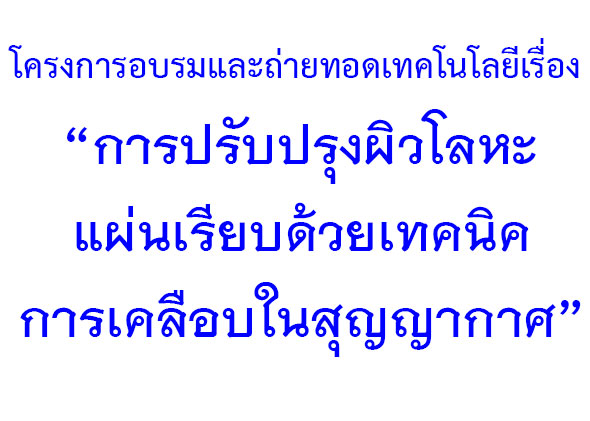 โครงการอบรมและถ่ายทอดเทคโนโลยีเรื่อง
“การปรับปรุงผิวโลหะ
แผ่นเรียบด้วยเทคนิค
การเคลือบในสุญญากาศ”